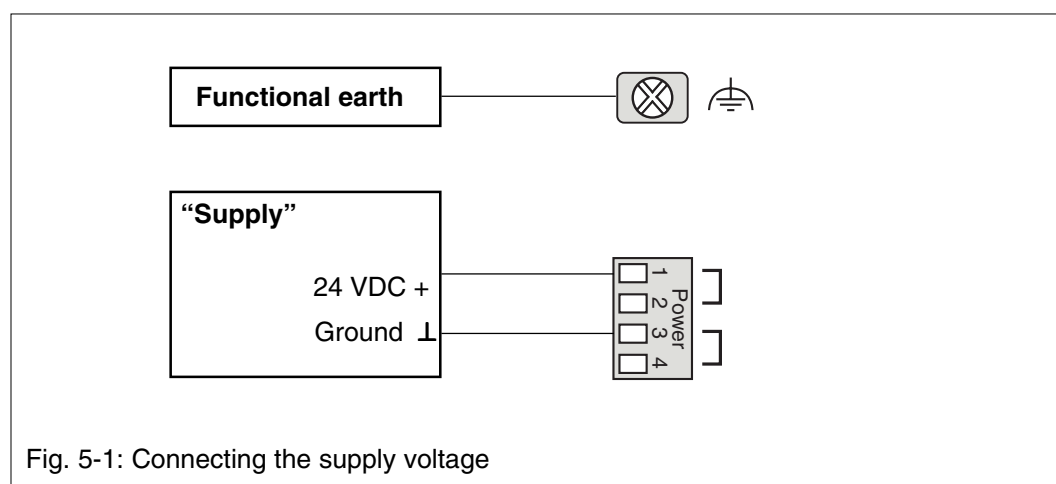 Functional earth
“Supply”
24 VDC +
Ground ⊥
1
2
3
4
Power
Fig. 5-1: Connecting the supply voltage